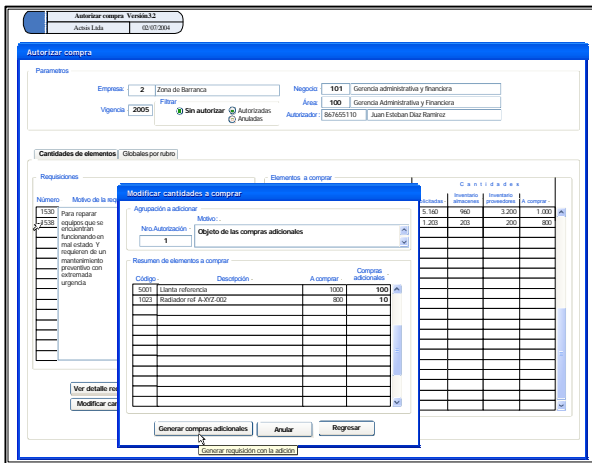 Autorizar compra Versión3.2
Actsis Ltda 02/07/2004
Autorizar compra
Parametros
Empresa: 2 Zona de Barranca
Negocio 101 Gerencia administrativa y financiera
Filtrar
Área: 100 Gerencia Administrativa y Financiera
Vigencia 2005 Sin autorizar Autorizadas
Anuladas
Autorizador: 867655110 Juan Esteban Díaz Ramírez
Cantidades de elementos Globales por rubro
Requisiciones
Elementos a comprar
Número Motivo de la req
1530 Para reparar
1538 equipos que se
encuentran
funcionando en
mal estado. Y
requieren de un
mantenimiento
preventivo con
extremada
urgencia
Ver detalle re
Modificar can
Cantidades
licitadas Inventario almacenes Inventario proveedores A comprar
5.160 960 3.200 1.000
1.203 203 200 800
Modificar cantidades a comprar
Agrupación a adicionar
Motivo:
Nro.Autorización
1 Objeto de las compras adicionales
Resumen de elementos a comprar
Código Descripción A comprar Compras adicionales
5001 Llanta referencia 1000 100
1023 Radiador ref A-XYZ-002 800 10
Generar compras adicionales Anular Regresar
Generar requisición con la adición